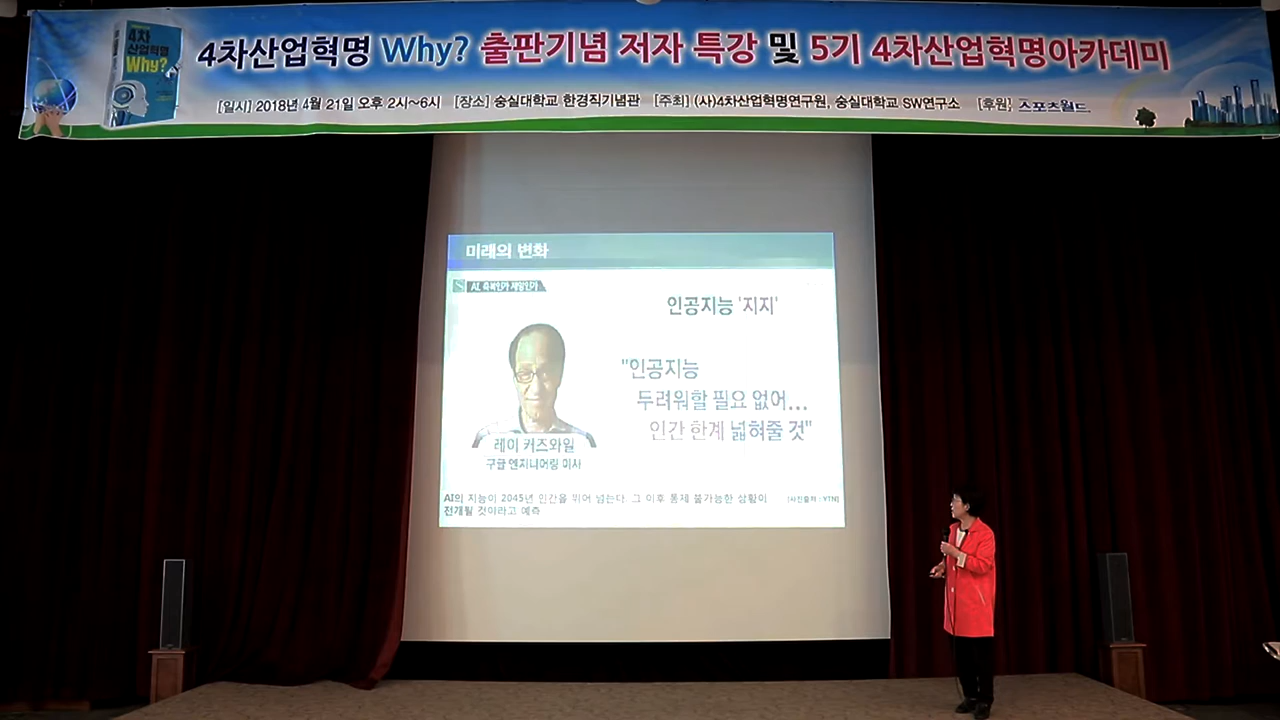 4차산업혁명 Why? 출판기념 저자 특강 및 5기 4차산업혁명아카데미
4차
산업혁명
Why?
[일시] 2018년 4월 21일 오후 2시~6시 [장소] 숭실대학교 한경직기념관 [주최] (사)4차산업혁명연구원, 숭실대학교 SW연구소 [후원] 스포츠월드
미래의 변화
AI, 축복인가 재앙인가
인공지능 '지지'
"인공지능
두려워할 필요 없어...
인간 한계 넓혀줄 것"
레이 커즈와일
구글 엔지니어링 이사
AI의 지능이 2045년 인간을 뛰어 넘는다. 그 이후 통제 불가능한 상황이
전개될 것이라고 예측
[사진출처 : YTN]